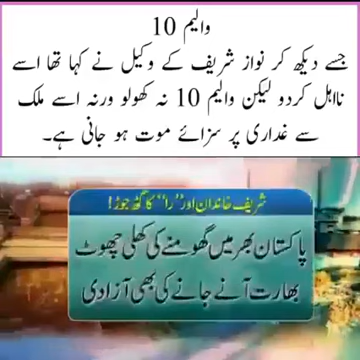 والیم 10
جسے دیکھ کر نواز شریف کے وکیل نے کہا تھا اسے
نااہل کردو لیکن والیم 10 نہ کھولو ورنہ اسے ملک
سے غداری پر سزائے موت ہو جانی ہے۔
شریف خاندان اور "را" کا گٹھ جوڑ!
پاکستان بھر میں گھومنے کی کھلی چھوٹ
بھارت آنے جانے کی بھی آزادی